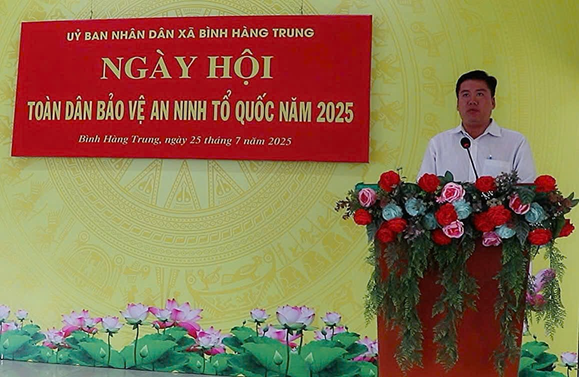 UỶ BAN NHÂN DÂN XÃ BÌNH HÀNG TRUNG
NGÀY HỘI
TOÀN DÂN BẢO VỆ AN NINH TỔ QUỐC NĂM 2025
Bình Hàng Trung, ngày 25 tháng 7 năm 2025